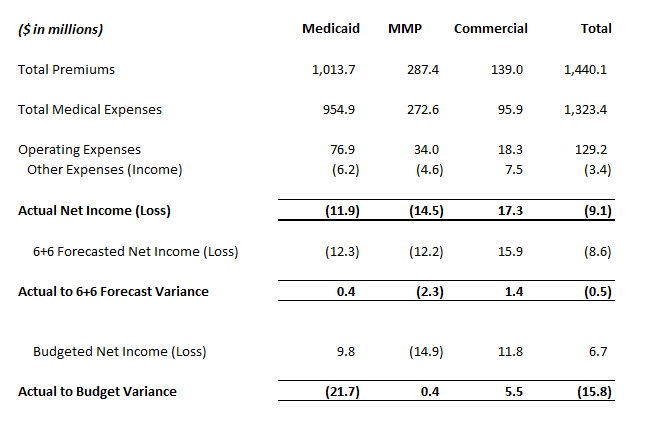 ($ in millions) Medicaid MMP Commercial Total
Total Premiums 1,013.7 287.4 139.0 1,440.1
Total Medical Expenses 954.9 272.6 95.9 1,323.4
Operating Expenses 76.9 34.0 18.3 129.2
Other Expenses (Income) (6.2) (4.6) 7.5 (3.4)
Actual Net Income (Loss) (11.9) (14.5) 17.3 (9.1)
6+6 Forecasted Net Income (Loss) (12.3) (12.2) 15.9 (8.6)
Actual to 6+6 Forecast Variance 0.4 (2.3) 1.4 (0.5)
Budgeted Net Income (Loss) 9.8 (14.9) 11.8 6.7
Actual to Budget Variance (21.7) 0.4 5.5 (15.8)